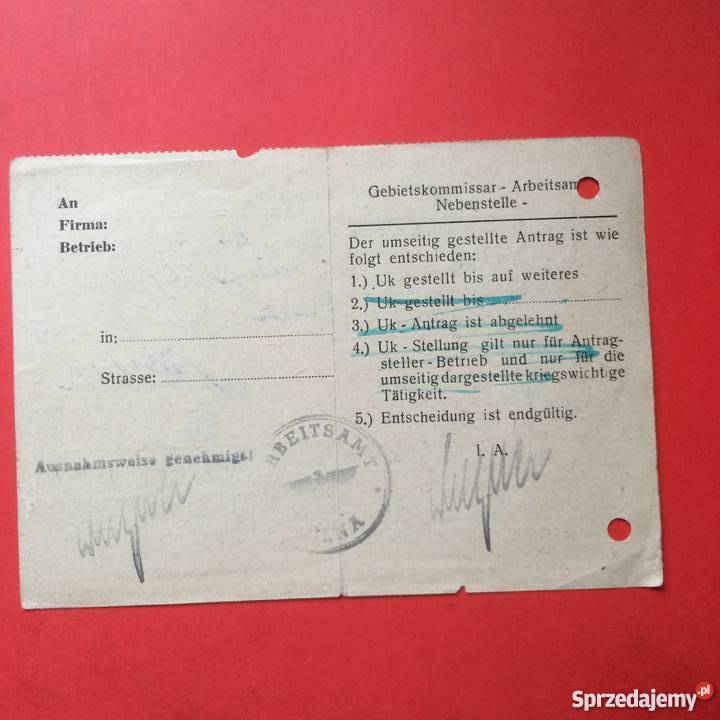 An
Firma:
Betrieb:
in:
Strasse:
Ausnahmsweise genehmigt!
RBEITSAMT
Gebietskommissar - Arbeitsam
Nebenstelle -
Der umseitig gestellte Antrag ist wie
folgt entschieden:
1.) Uk gestellt bis auf weiteres
2.) Uk gestellt bis
3.) Uk - Antrag ist abgelehnt
4.) Uk - Stellung gilt nur für Antrag-
steller - Betrieb und nur für die
umseitig dargestellte kriegswichtige
Tätigkeit.
5.) Entscheidung ist endgültig.
I. A.
Sprzedajemy.pl